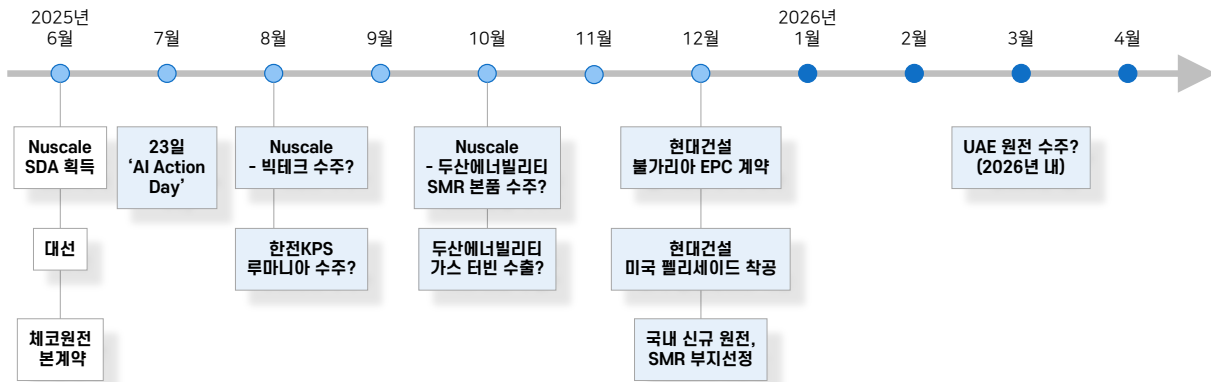 2025년
6월
7월
8월
9월
10월
11월
12월
2026년
1월
2월
3월
4월
Nuscale
SDA 획득
대선
체코원전
본계약
23일
‘AI Action
Day’
Nuscale
- 빅테크 수주?
한전KPS
루마니아 수주?
Nuscale
- 두산에너빌리티
SMR 본품 수주?
두산에너빌리티
가스 터빈 수출?
현대건설
불가리아 EPC 계약
현대건설
미국 펠리세이드 착공
국내 신규 원전,
SMR 부지선정
UAE 원전 수주?
(2026년 내)